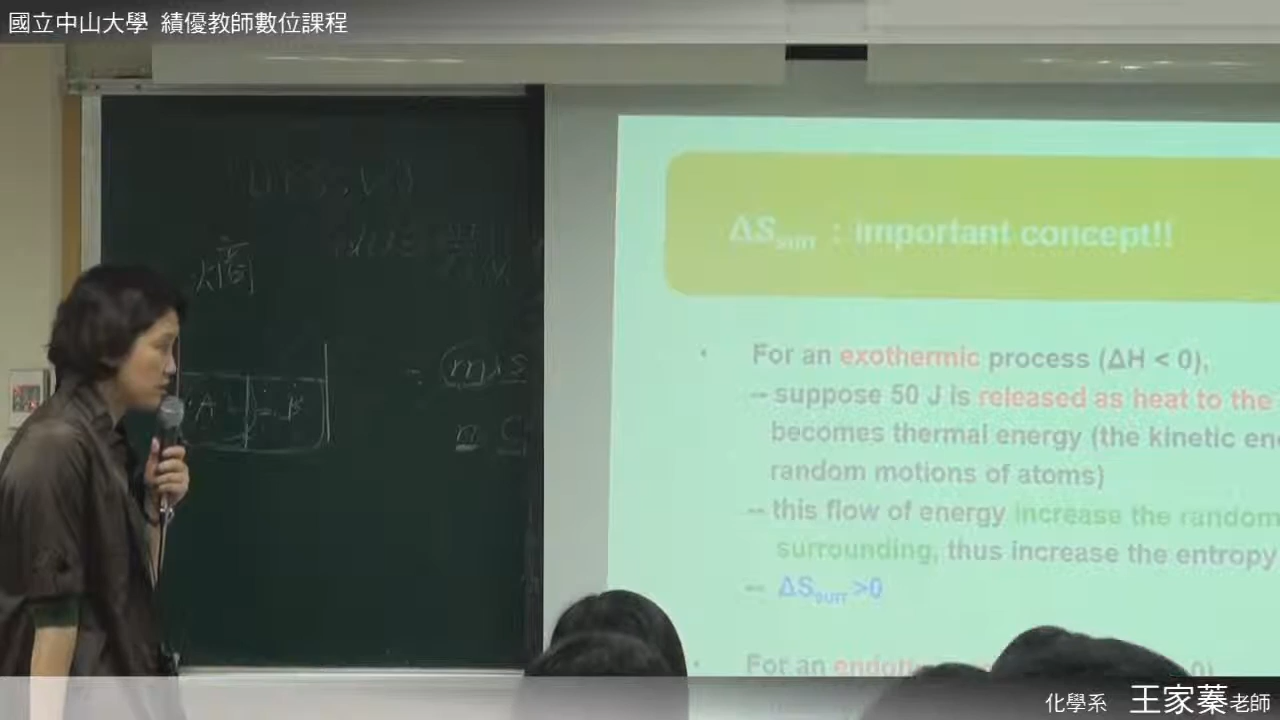 國立中山大學 績優教師數位課程
熵
A
ΔSsurr : important concept!!
• For an exothermic process (ΔH < 0),
-- suppose 50 J is released as heat to the
becomes thermal energy (the kinetic
random motions of atoms)
-- this flow of energy increase the random
surrounding, thus increase the entropy
-- ΔSsurr >0
• For an
化學系 王家蓁老師